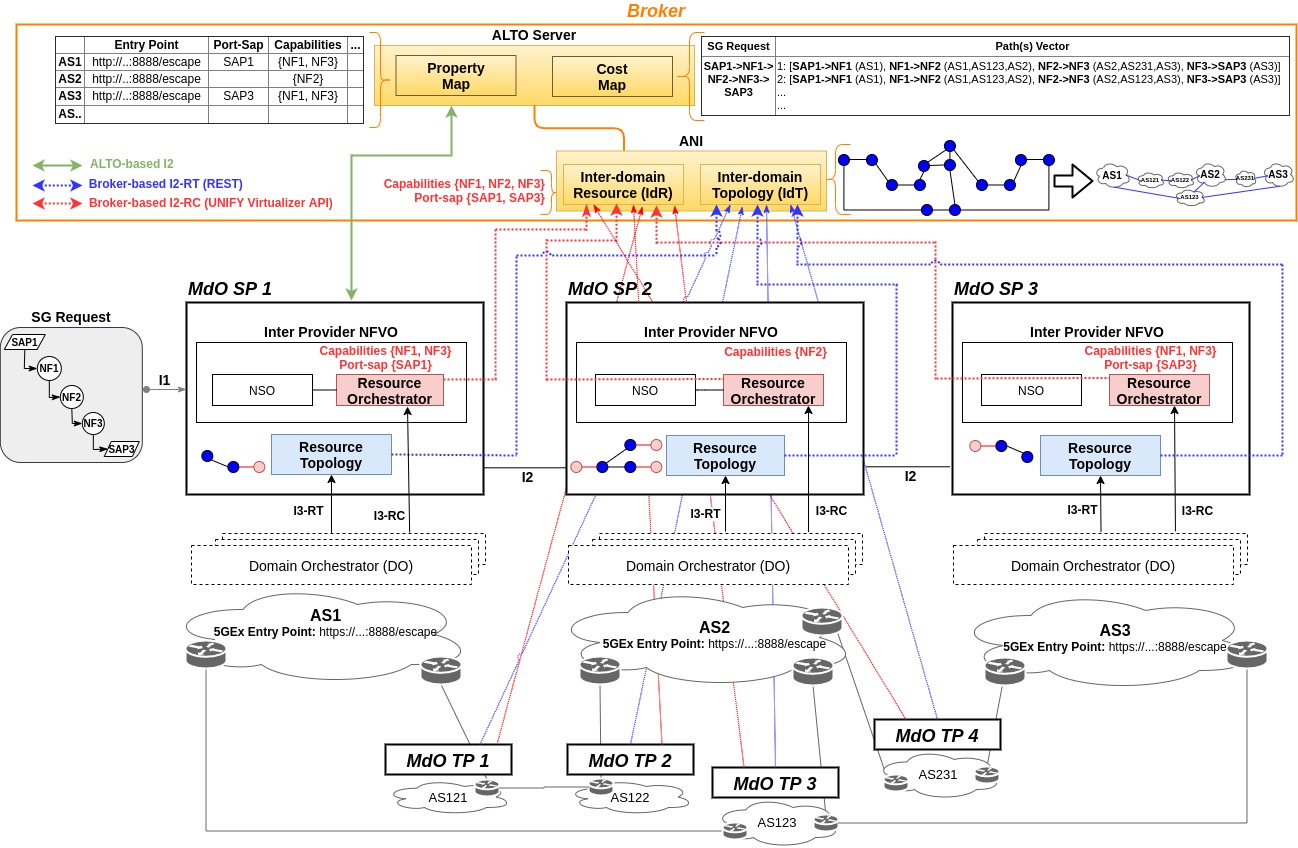 Broker
ALTO Server
Entry Point Port-Sap Capabilities ...
AS1 http://..:8888/escape SAP1 {NF1, NF3}
AS2 http://..:8888/escape {NF2}
AS3 http://..:8888/escape SAP3 {NF1, NF3}
AS..
Property
Map
Cost
Map
SG Request Path(s) Vector
SAP1->NF1->
NF2->NF3->
SAP3
1: [SAP1->NF1 (AS1), NF1->NF2 (AS1,AS123,AS2), NF2->NF3 (AS2,AS231,AS3), NF3->SAP3 (AS3)]
2: [SAP1->NF1 (AS1), NF1->NF2 (AS1,AS123,AS2), NF2->NF3 (AS2,AS123,AS3), NF3->SAP3 (AS3)]
...
...
ANI
ALTO-based I2
Broker-based I2-RT (REST)
Broker-based I2-RC (UNIFY Virtualizer API)
Capabilities {NF1, NF2, NF3}
Port-sap {SAP1, SAP3}
Inter-domain
Resource (IdR)
Inter-domain
Topology (IdT)
AS1
AS121
AS122
AS2
AS231
AS3
AS123
MdO SP 1
MdO SP 2
MdO SP 3
SG Request
SAP1
NF1
NF2
NF3
SAP3
I1
Inter Provider NFVO
Capabilities {NF1, NF3}
Port-sap {SAP1}
NSO
Resource
Orchestrator
Resource
Topology
I2
Inter Provider NFVO
Capabilities {NF2}
NSO
Resource
Orchestrator
Resource
Topology
I2
Inter Provider NFVO
Capabilities {NF1, NF3}
Port-sap {SAP3}
NSO
Resource
Orchestrator
Resource
Topology
I3-RT
I3-RC
I3-RT
I3-RC
I3-RT
I3-RC
Domain Orchestrator (DO)
Domain Orchestrator (DO)
Domain Orchestrator (DO)
AS1
5GEx Entry Point: https://...:8888/escape
AS2
5GEx Entry Point: https://...:8888/escape
AS3
5GEx Entry Point: https://...:8888/escape
MdO TP 1
MdO TP 2
MdO TP 3
MdO TP 4
AS121
AS122
AS123
AS231